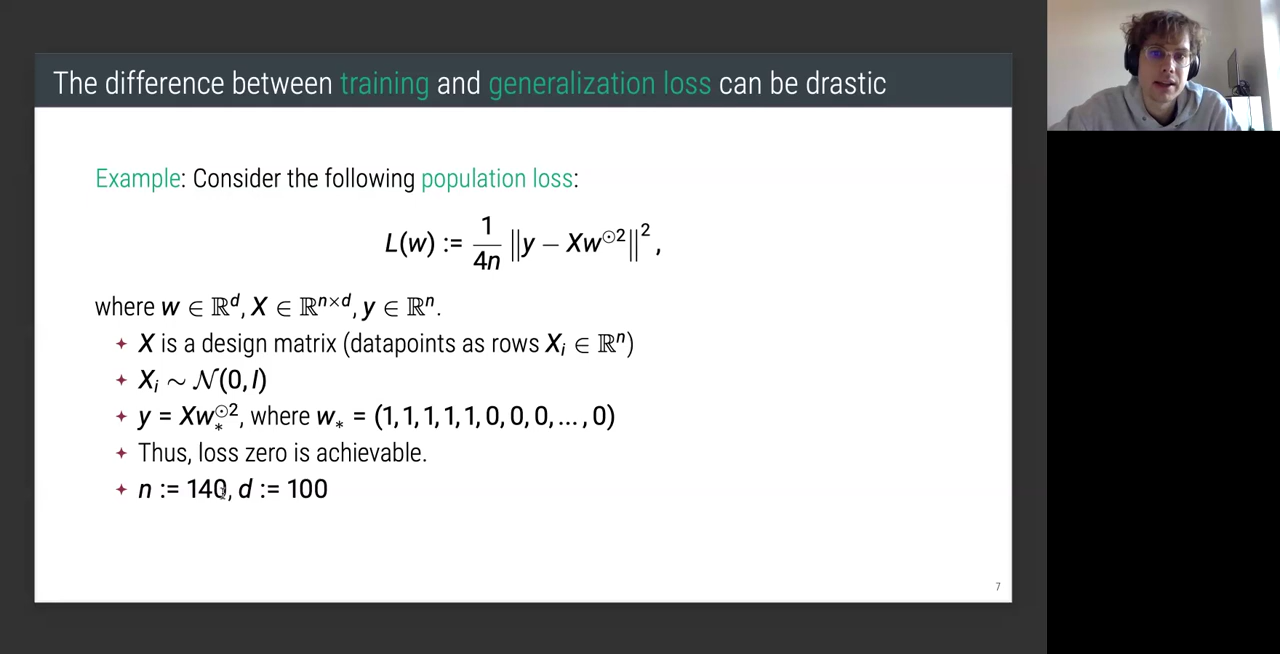 The difference between training and generalization loss can be drastic
Example: Consider the following population loss:
L(w) := 1/4n ‖y − Xw^⊙2‖^2,
where w ∈ ℝ^d, X ∈ ℝ^{n×d}, y ∈ ℝ^n.
✦ X is a design matrix (datapoints as rows X_i ∈ ℝ^n)
✦ X_i ∼ 𝒩(0, I)
✦ y = Xw_*^⊙2, where w_* = (1, 1, 1, 1, 1, 0, 0, 0, ... , 0)
✦ Thus, loss zero is achievable.
✦ n := 140, d := 100
7